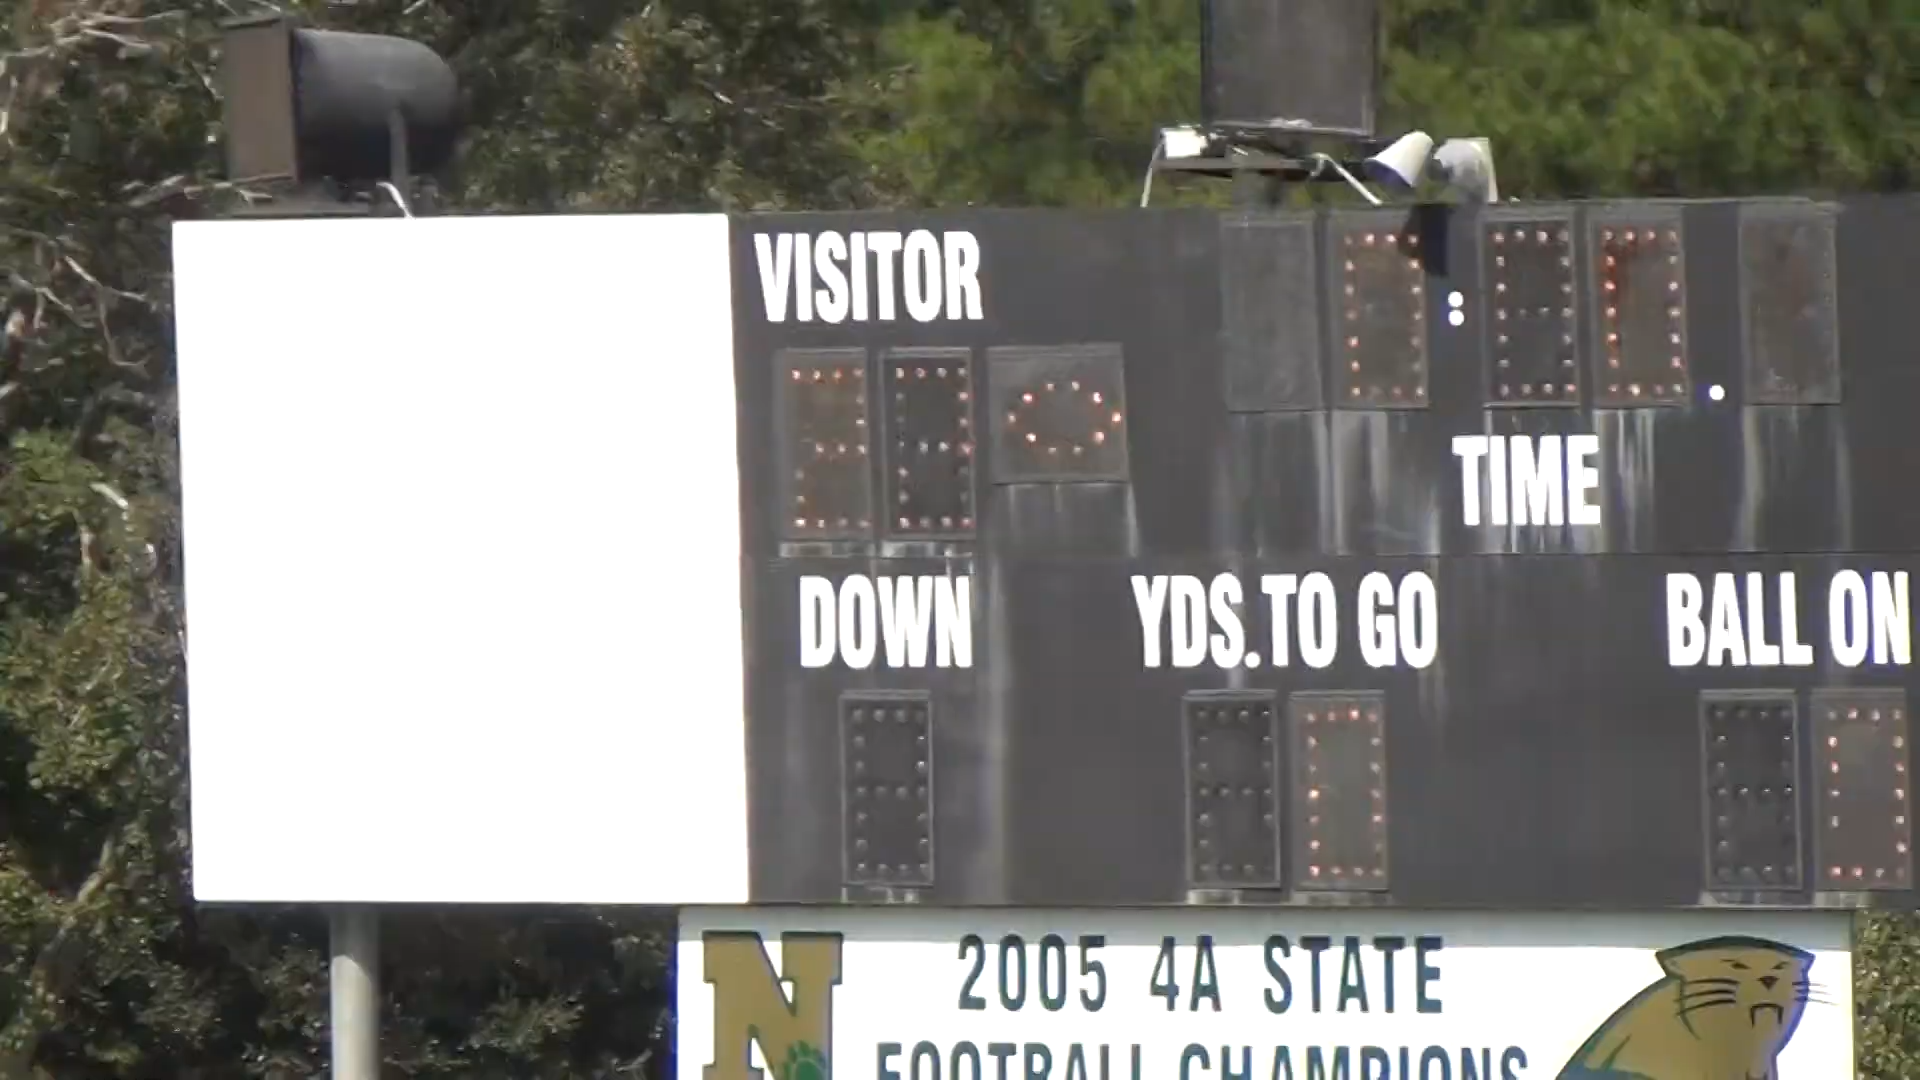 VISITOR
:
.
TIME
DOWN
YDS.TO GO
BALL ON
N
2005 4A STATE
FOOTBALL CHAMPIONS